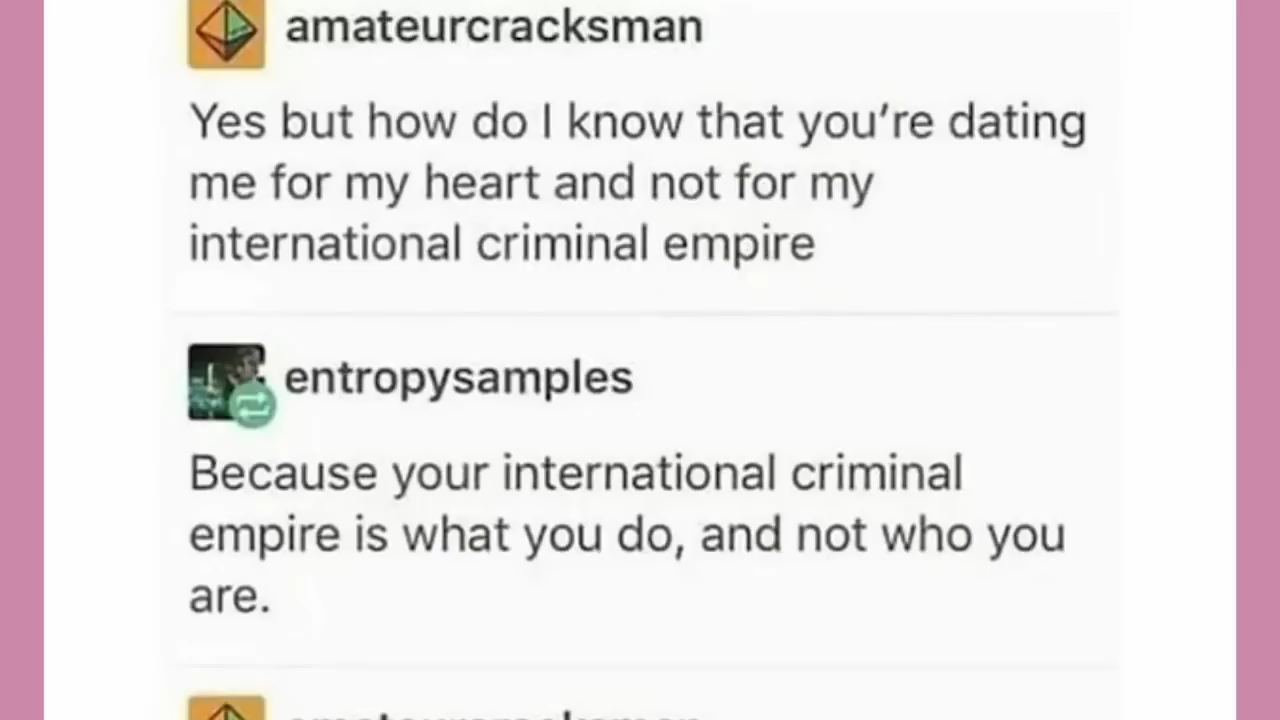 amateurcracksman
Yes but how do I know that you're dating
me for my heart and not for my
international criminal empire
entropysamples
Because your international criminal
empire is what you do, and not who you
are.